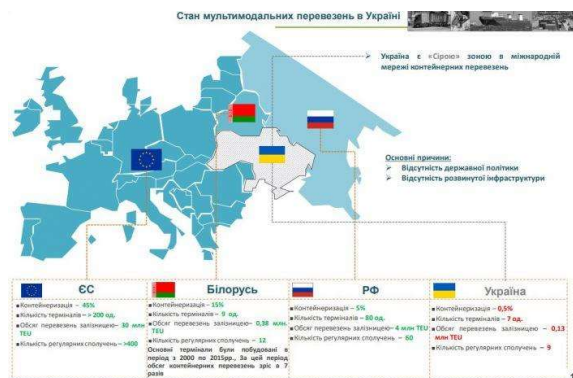 Стан мультимодальних перевезень в Україні
➢ Україна є «Сірою» зоною в міжнародній
мережі контейнерних перевезень
Основні причини:
➢ Відсутність державної політики
➢ Відсутність розвинутої інфраструктури
ЄС
▪Контейнеризація – 45%
▪Кількість терміналів – > 200 од.
▪Обсяг перевезень залізницею– 30 млн
TEU
▪Кількість регулярних сполучень – >400
Білорусь
▪Контейнеризація – 15%
▪Кількість терміналів – 9 од.
▪Обсяг перевезень залізницею – 0,38 млн.
TEU
▪Кількість регулярних сполучень – 12
Основні термінали були побудовані в
період з 2000 по 2015рр., За цей період
обсяг контейнерних перевезень зріс в 7
разів
РФ
▪Контейнеризація – 5%
▪Кількість терміналів – 80 од.
▪Обсяг перевезень залізницею– 4 млн TEU
▪Кількість регулярних сполучень – 60
Україна
▪Контейнеризація – 0,5%
▪Кількість терміналів – 7 од.
▪Обсяг перевезень залізницею – 0,13
млн TEU
▪Кількість регулярних сполучень – 9